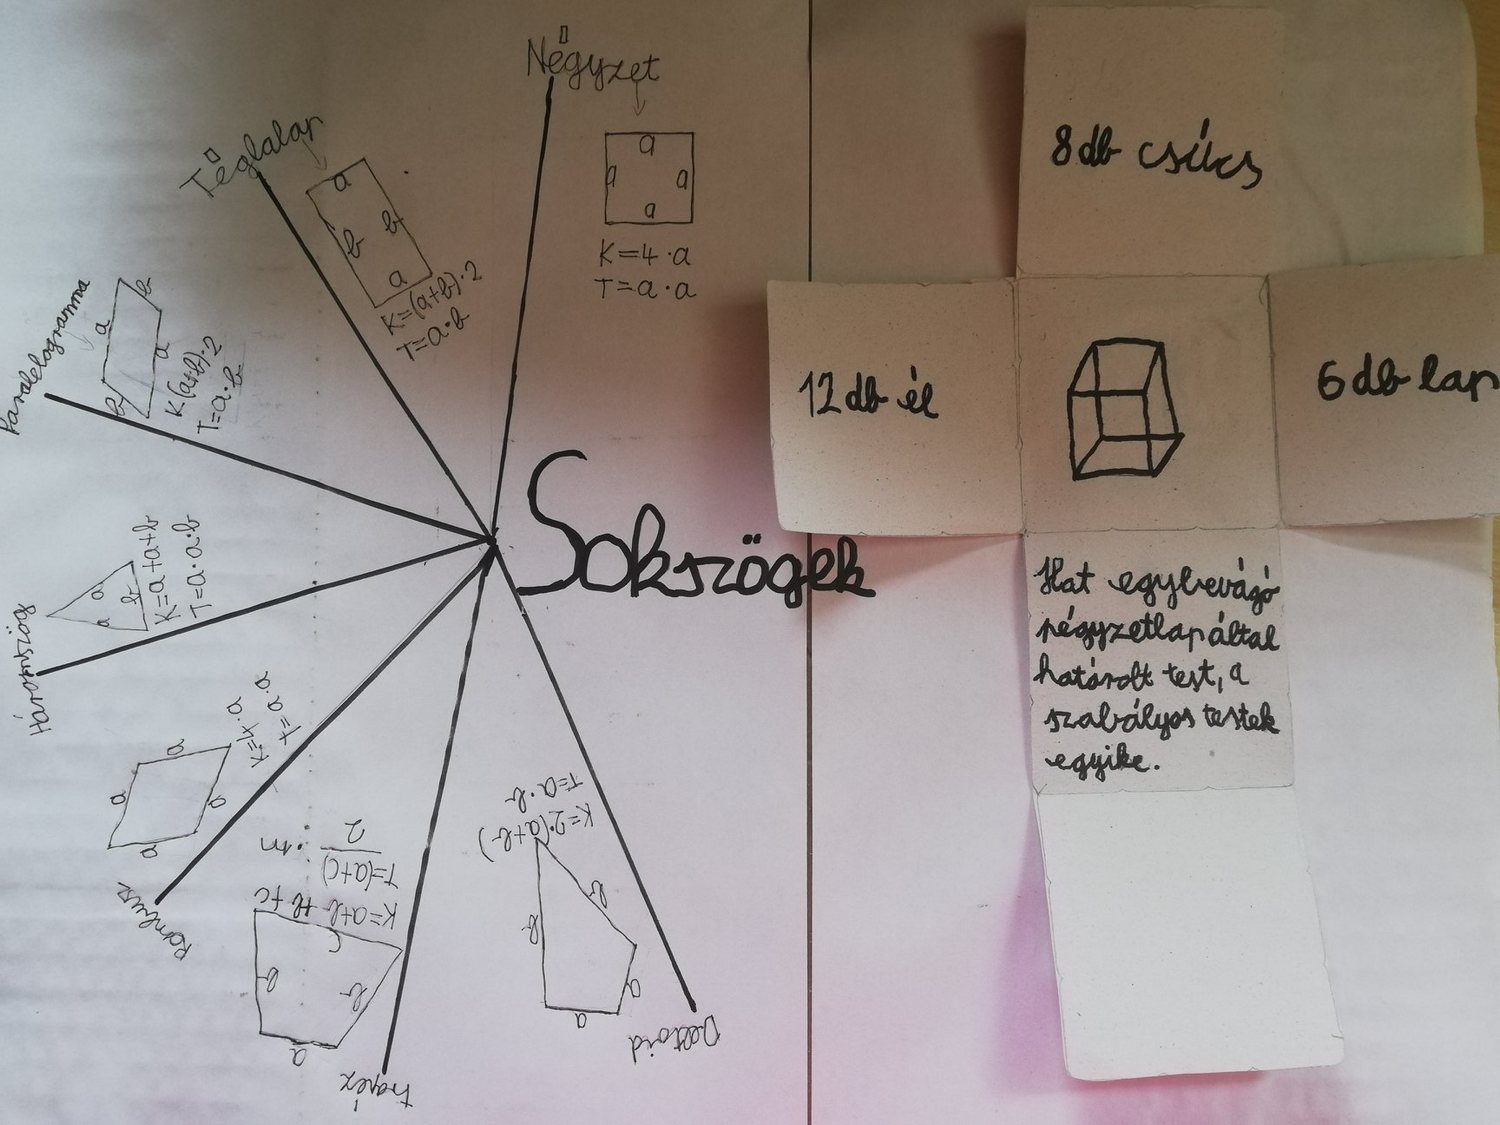 Sokszögek
Négyzet
a
a
a
a
K=4·a
T=a·a
Téglalap
a
b
b
a
K=(a+b)·2
T=a·b
Paralelogramma
b
a
a
b
K(a+b)·2
T=a·b
Háromszög
a
b
a
K=a+a+b
T=a·a·b
Rombusz
a
a
a
a
K=4·a
T=a·a
Trapéz
a
b
b
c
K=a+b+b+c
T=(a+c)
2
·m
Deltoid
a
a
b
b
K=2·(a+b)
T=a·b
8 db csúcs
12 db él
6 db lap
Hat egybevágó
négyzetlap által
határolt test, a
szabályos testek
egyike.